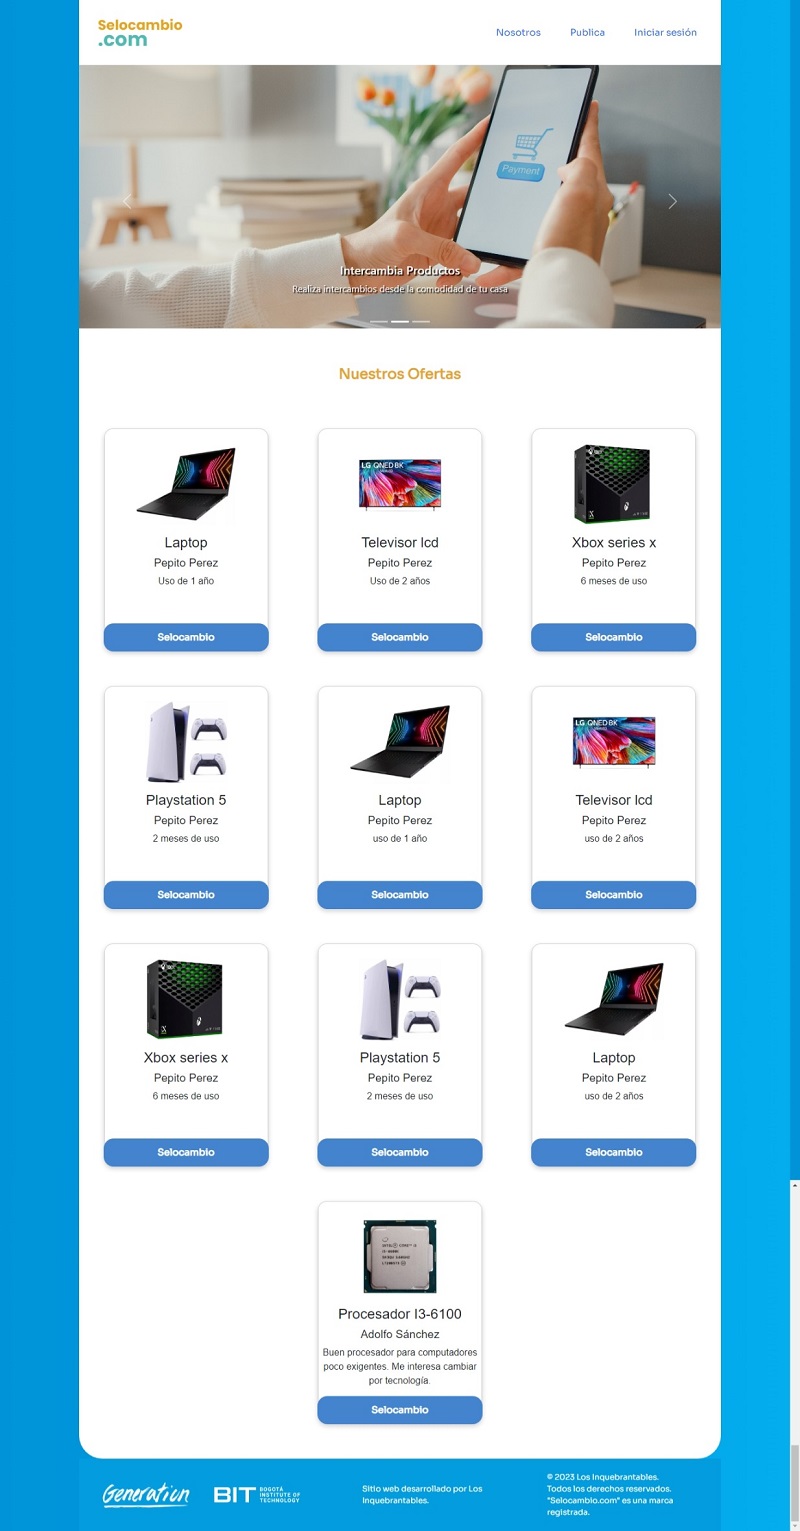 Selocambio
.com
Nosotros Publica Iniciar sesión
Payment
Intercambia Productos
Realiza intercambios desde la comodidad de tu casa
Nuestros Ofertas
LG QNED8K
Laptop Televisor lcd Xbox series x
Pepito Perez Pepito Perez Pepito Perez
Uso de 1 año Uso de 2 años 6 meses de uso
Selocambio Selocambio Selocambio
LG QNED8K
Playstation 5 Laptop Televisor lcd
Pepito Perez Pepito Perez Pepito Perez
2 meses de uso uso de 1 año uso de 2 años
Selocambio Selocambio Selocambio
Xbox series x Playstation 5 Laptop
Pepito Perez Pepito Perez Pepito Perez
6 meses de uso 2 meses de uso uso de 2 años
Selocambio Selocambio Selocambio
Procesador I3-6100
Adolfo Sánchez
Buen procesador para computadores
poco exigentes. Me interesa cambiar
por tecnología.
Selocambio
Generation
BIT BOGOTÁ
INSTITUTE OF
TECHNOLOGY
Sitio web desarrollado por Los
Inquebrantables.
© 2023 Los Inquebrantables.
Todos los derechos reservados.
"Selocambio.com" es una marca
registrada.